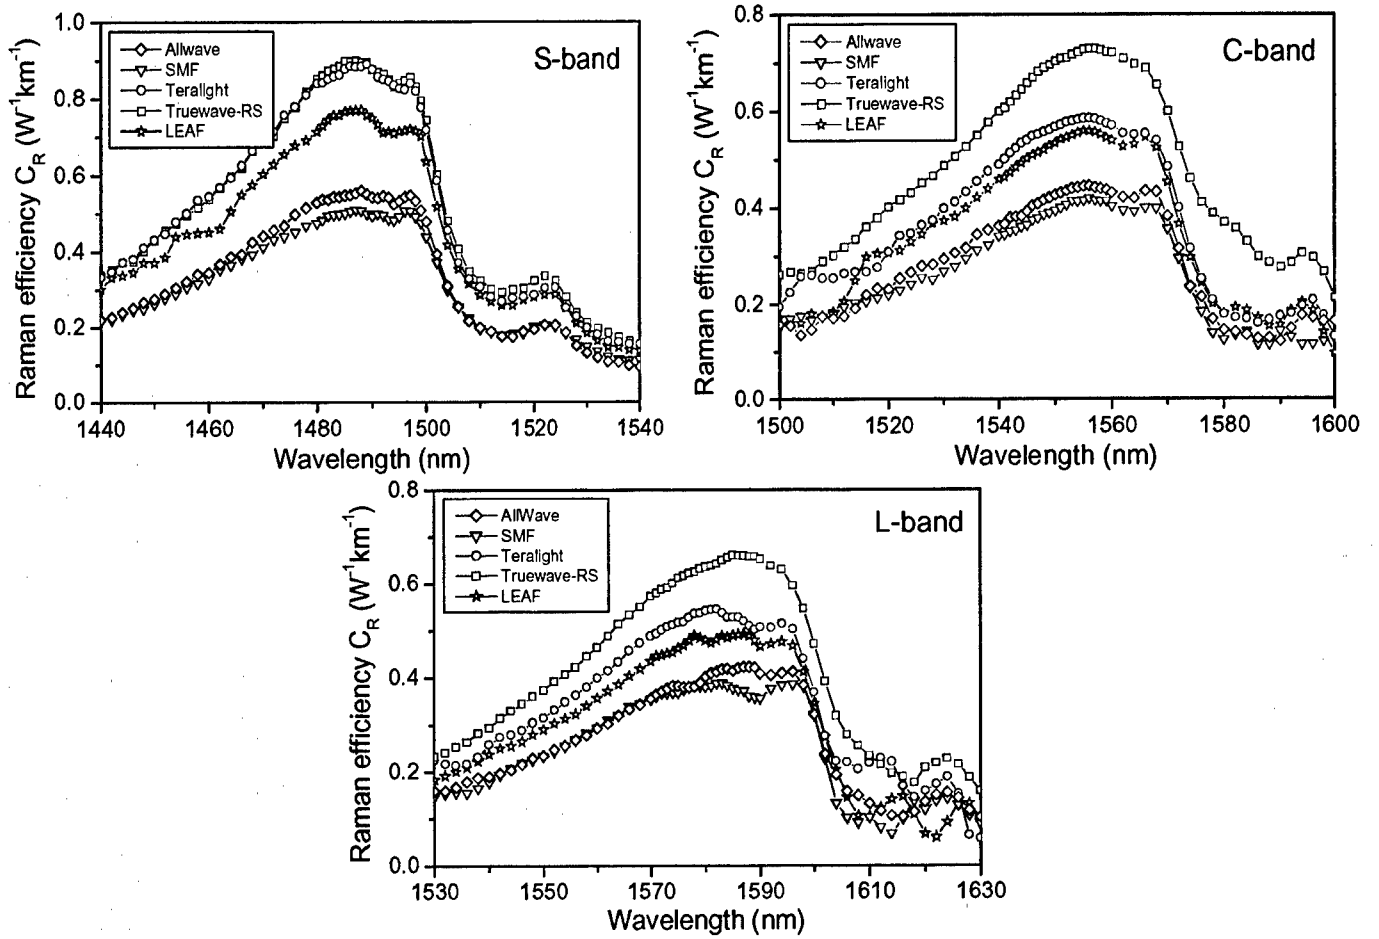 S-band
Allwave
SMF
Teralight
Truewave-RS
LEAF
Raman efficiency C_R (W⁻¹km⁻¹)
1.0
0.8
0.6
0.4
0.2
0.0
1440 1460 1480 1500 1520 1540
Wavelength (nm)
C-band
Allwave
SMF
Teralight
Truewave-RS
LEAF
Raman efficiency C_R (W⁻¹km⁻¹)
0.8
0.6
0.4
0.2
0.0
1500 1520 1540 1560 1580 1600
Wavelength (nm)
L-band
AllWave
SMF
Teralight
Truewave-RS
LEAF
Raman efficiency C_R (W⁻¹km⁻¹)
0.8
0.6
0.4
0.2
0.0
1530 1550 1570 1590 1610 1630
Wavelength (nm)